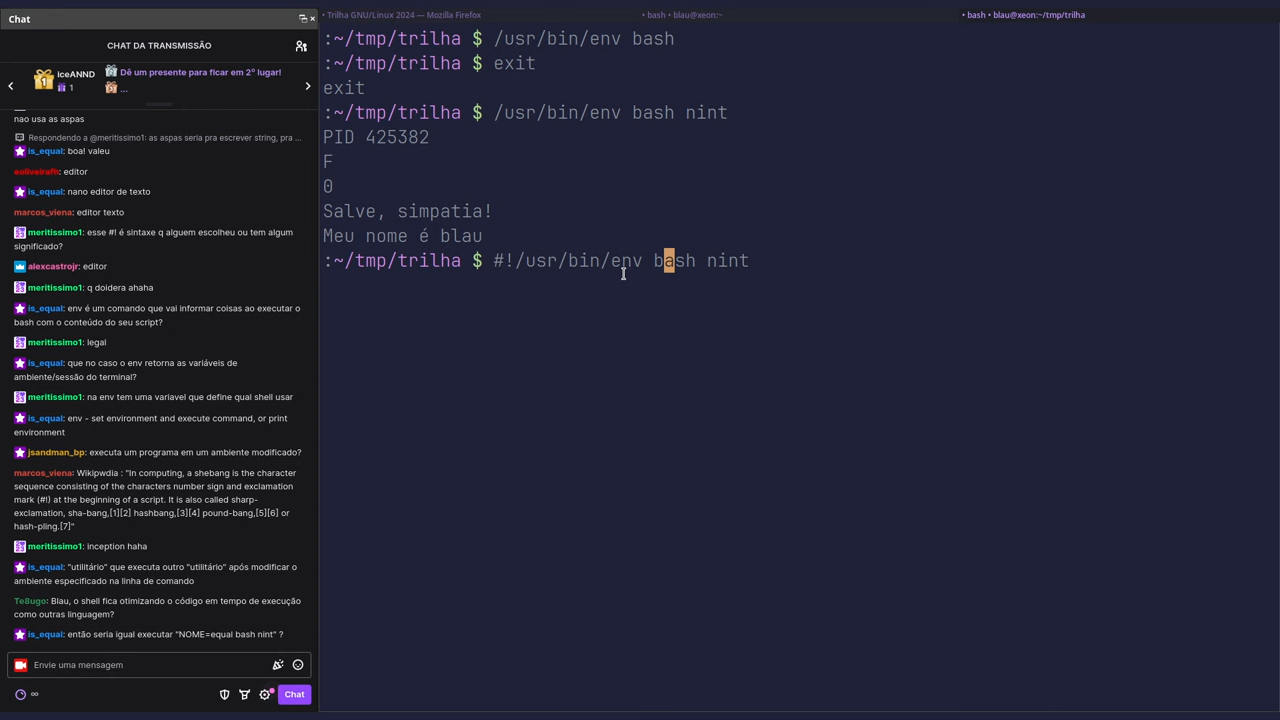 Chat
CHAT DA TRANSMISSÃO
iceANND
1
Dê um presente para ficar em 2º lugar!
...
nao usa as aspas
Respondendo a @meritissimo1: as aspas seria pra escrever string, pra ...
is_equal: boa! valeu
eoliveirafh: editor
is_equal: nano editor de texto
marcos_viena: editor texto
meritissimo1: esse #! é sintaxe q alguem escolheu ou tem algum
significado?
alexcastrojr: editor
meritissimo1: q doidera ahaha
is_equal: env é um comando que vai informar coisas ao executar o
bash com o conteúdo do seu script?
meritissimo1: legal
is_equal: que no caso o env retorna as variáveis de
ambiente/sessão do terminal?
meritissimo1: na env tem uma variavel que define qual shell usar
is_equal: env - set environment and execute command, or print
environment
jsandman_bp: executa um programa em um ambiente modificado?
marcos_viena: Wikipwdia : "In computing, a shebang is the character
sequence consisting of the characters number sign and exclamation
mark (#!) at the beginning of a script. It is also called sharp-
exclamation, sha-bang,[1][2] hashbang,[3][4] pound-bang,[5][6] or
hash-pling.[7]"
meritissimo1: inception haha
is_equal: "utilitário" que executa outro "utilitário" após modificar o
ambiente especificado na linha de comando
TeBugo: Blau, o shell fica otimizando o código em tempo de execução
como outras linguagem?
is_equal: então seria igual executar "NOME=equal bash nint" ?
Envie uma mensagem
∞
Chat
• Trilha GNU/Linux 2024 — Mozilla Firefox
• bash • blau@xeon:~
• bash • blau@xeon:~/tmp/trilha
:~/tmp/trilha $ /usr/bin/env bash
:~/tmp/trilha $ exit
exit
:~/tmp/trilha $ /usr/bin/env bash nint
PID 425382
F
0
Salve, simpatia!
Meu nome é blau
:~/tmp/trilha $ #!/usr/bin/env bash nint